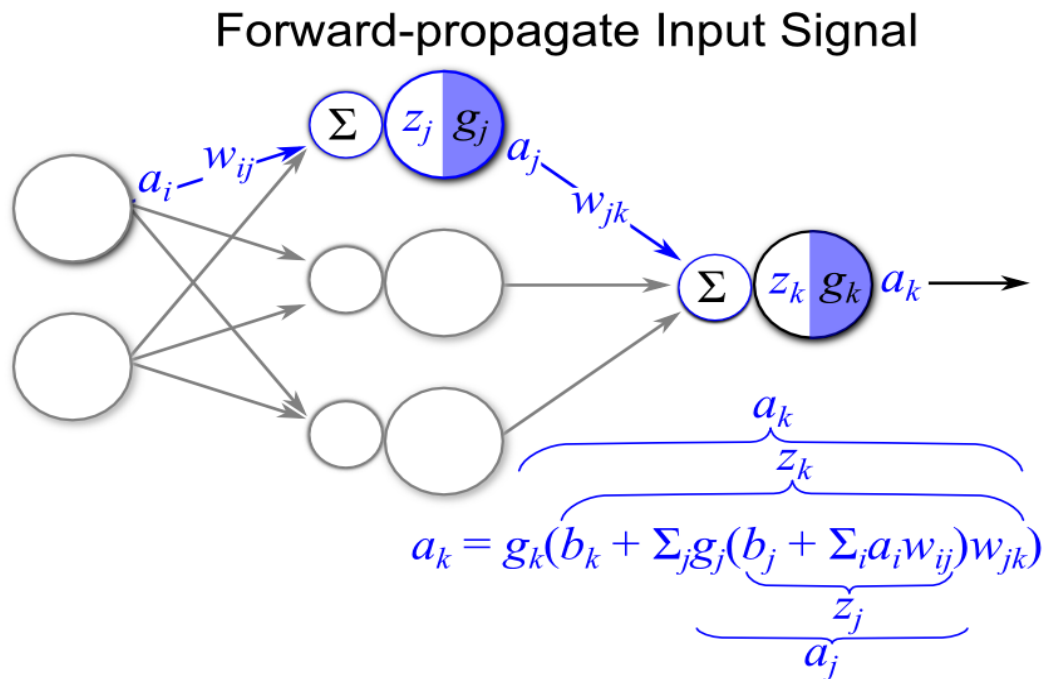 Forward-propagate Input Signal
Σ z_j g_j
a_i w_ij
a_j
w_jk
Σ z_k g_k a_k
a_k
z_k
a_k = g_k(b_k + Σ_j g_j(b_j + Σ_i a_i w_ij)w_jk)
z_j
a_j